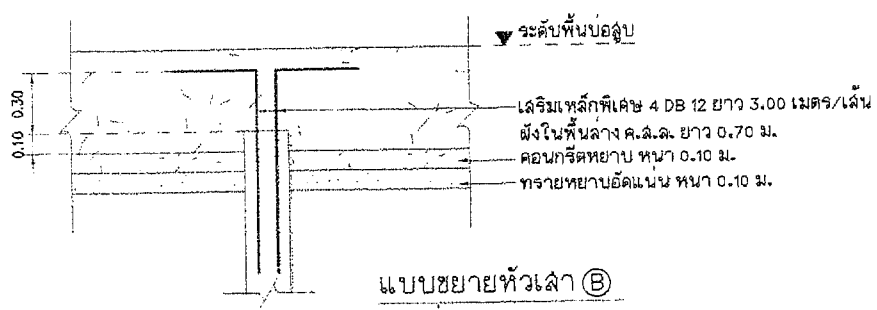 ระดับพื้นบ่อสูบ
0.30
0.10
เสริมเหล็กพิเศษ 4 DB 12 ยาว 3.00 เมตร/เส้น
ฝังในพื้นล่าง ค.ส.ล. ยาว 0.70 ม.
คอนกรีตหยาบ หนา 0.10 ม.
ทรายหยาบอัดแน่น หนา 0.10 ม.
แบบขยายหัวเสา B